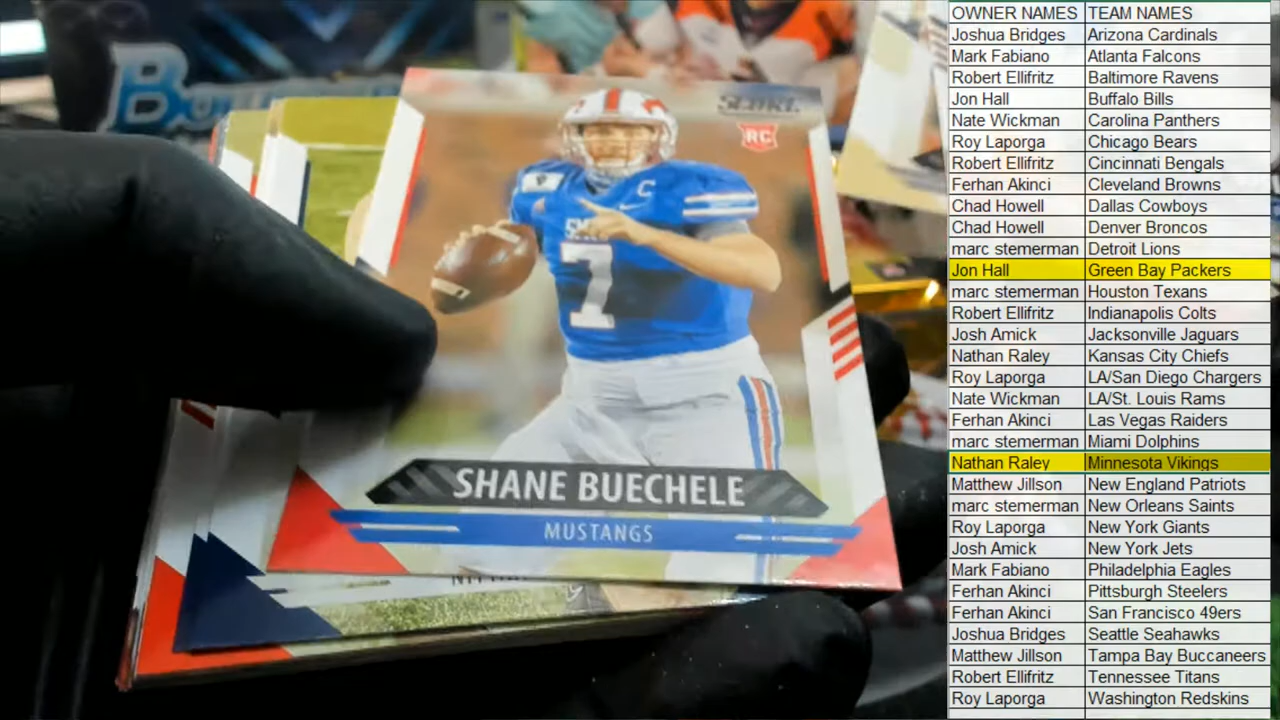 SCORE
RC
C
SMU
7
SHANE BUECHELE
MUSTANGS
OWNER NAMES TEAM NAMES
Joshua Bridges Arizona Cardinals
Mark Fabiano Atlanta Falcons
Robert Ellifritz Baltimore Ravens
Jon Hall Buffalo Bills
Nate Wickman Carolina Panthers
Roy Laporga Chicago Bears
Robert Ellifritz Cincinnati Bengals
Ferhan Akinci Cleveland Browns
Chad Howell Dallas Cowboys
Chad Howell Denver Broncos
marc stemerman Detroit Lions
Jon Hall Green Bay Packers
marc stemerman Houston Texans
Robert Ellifritz Indianapolis Colts
Josh Amick Jacksonville Jaguars
Nathan Raley Kansas City Chiefs
Roy Laporga LA/San Diego Chargers
Nate Wickman LA/St. Louis Rams
Ferhan Akinci Las Vegas Raiders
marc stemerman Miami Dolphins
Nathan Raley Minnesota Vikings
Matthew Jillson New England Patriots
marc stemerman New Orleans Saints
Roy Laporga New York Giants
Josh Amick New York Jets
Mark Fabiano Philadelphia Eagles
Ferhan Akinci Pittsburgh Steelers
Ferhan Akinci San Francisco 49ers
Joshua Bridges Seattle Seahawks
Matthew Jillson Tampa Bay Buccaneers
Robert Ellifritz Tennessee Titans
Roy Laporga Washington Redskins